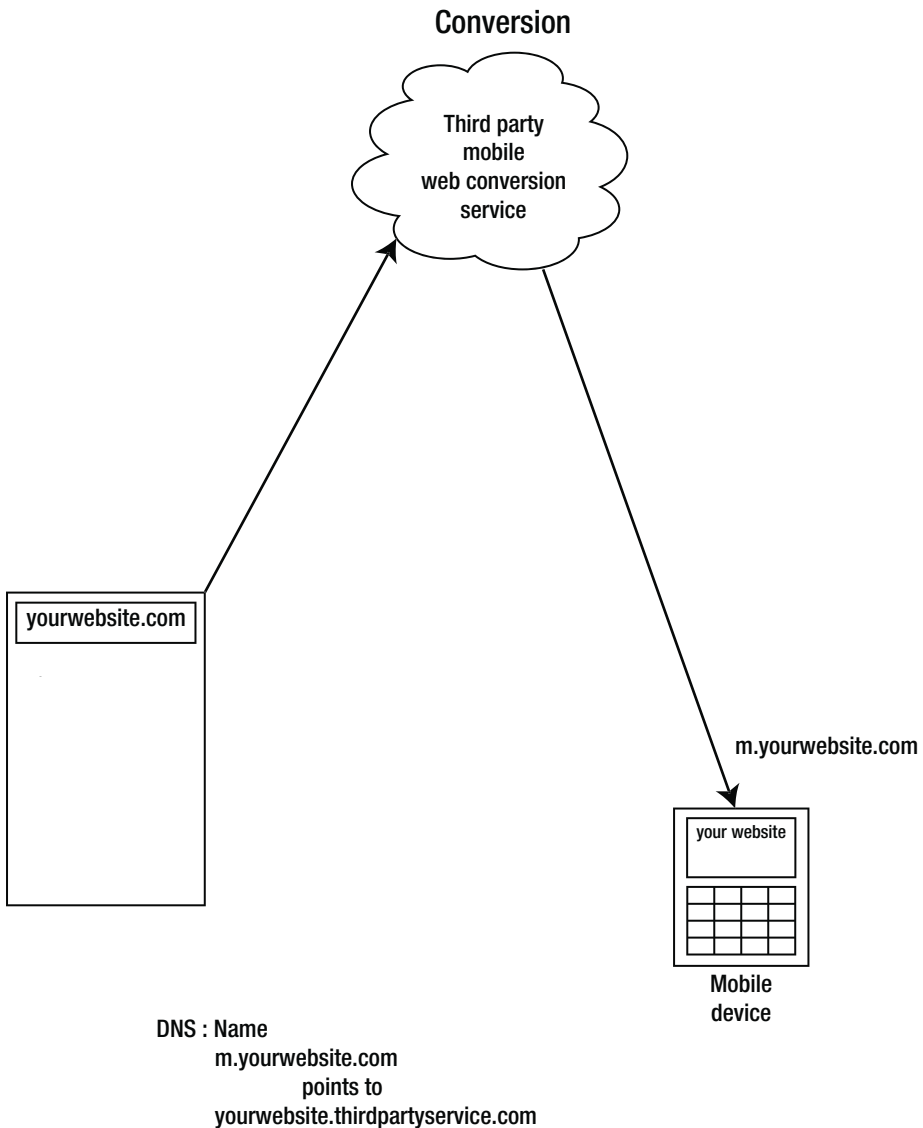 Conversion
Third party
mobile
web conversion
service
yourwebsite.com
m.yourwebsite.com
your website
Mobile
device
DNS : Name
m.yourwebsite.com
points to
yourwebsite.thirdpartyservice.com